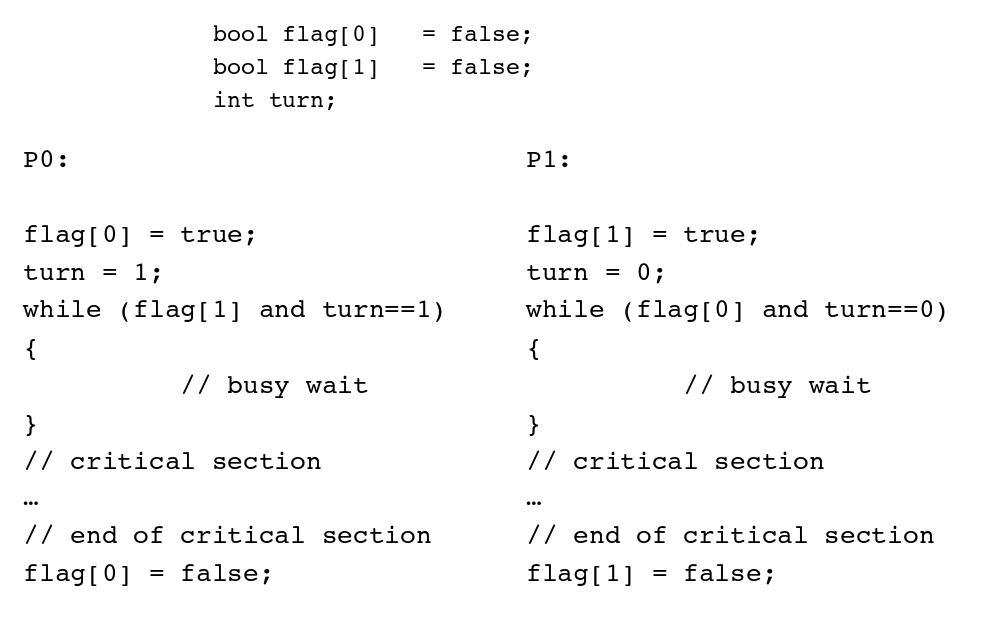 bool flag[0] = false;
bool flag[1] = false;
int turn;
P0:
flag[0] = true;
turn = 1;
while (flag[1] and turn==1)
{
// busy wait
}
// critical section
…
// end of critical section
flag[0] = false;
P1:
flag[1] = true;
turn = 0;
while (flag[0] and turn==0)
{
// busy wait
}
// critical section
…
// end of critical section
flag[1] = false;